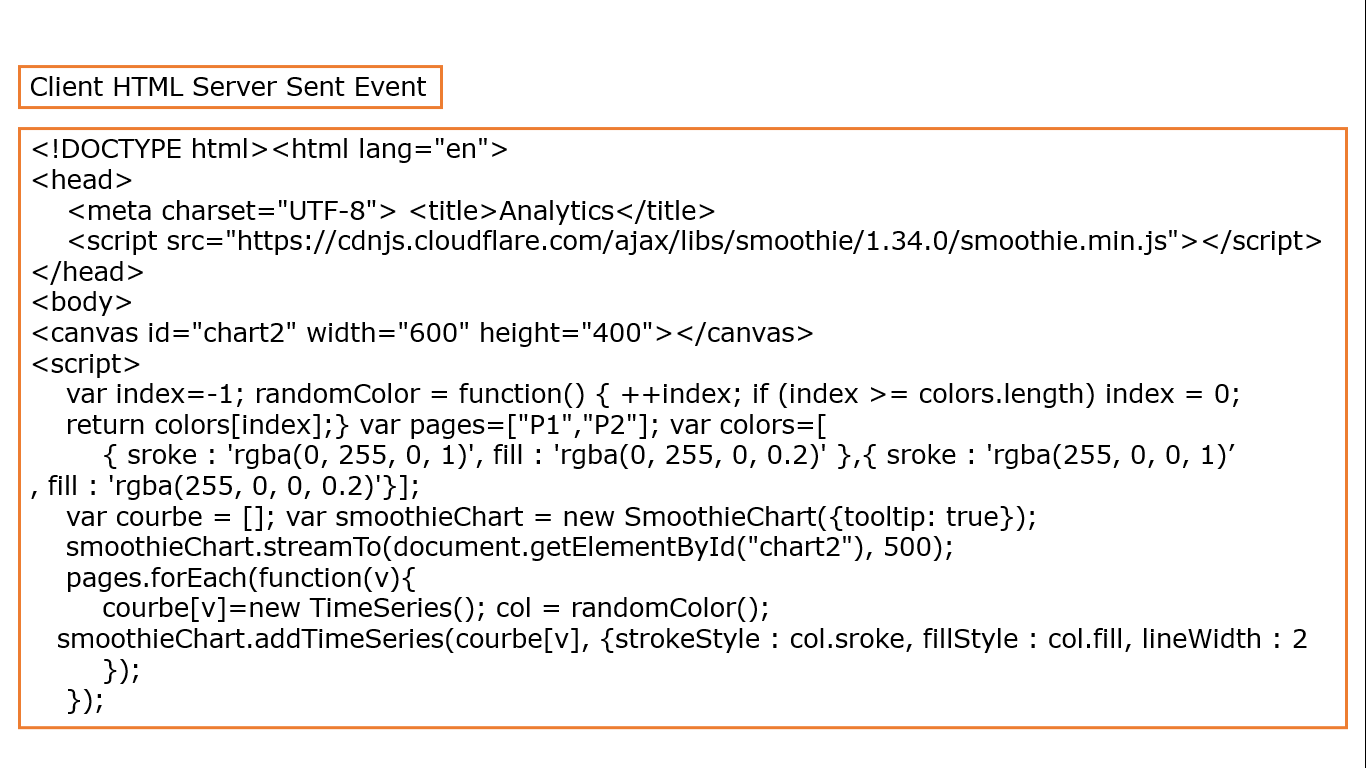 Client HTML Server Sent Event
<!DOCTYPE html><html lang="en">
<head>
<meta charset="UTF-8"> <title>Analytics</title>
<script src="https://cdnjs.cloudflare.com/ajax/libs/smoothie/1.34.0/smoothie.min.js"></script>
</head>
<body>
<canvas id="chart2" width="600" height="400"></canvas>
<script>
var index=-1; randomColor = function() { ++index; if (index >= colors.length) index = 0;
return colors[index];} var pages=["P1","P2"]; var colors=[
{ sroke : 'rgba(0, 255, 0, 1)', fill : 'rgba(0, 255, 0, 0.2)' },{ sroke : 'rgba(255, 0, 0, 1)’
, fill : 'rgba(255, 0, 0, 0.2)'}];
var courbe = []; var smoothieChart = new SmoothieChart({tooltip: true});
smoothieChart.streamTo(document.getElementById("chart2"), 500);
pages.forEach(function(v){
courbe[v]=new TimeSeries(); col = randomColor();
smoothieChart.addTimeSeries(courbe[v], {strokeStyle : col.sroke, fillStyle : col.fill, lineWidth : 2
});
});